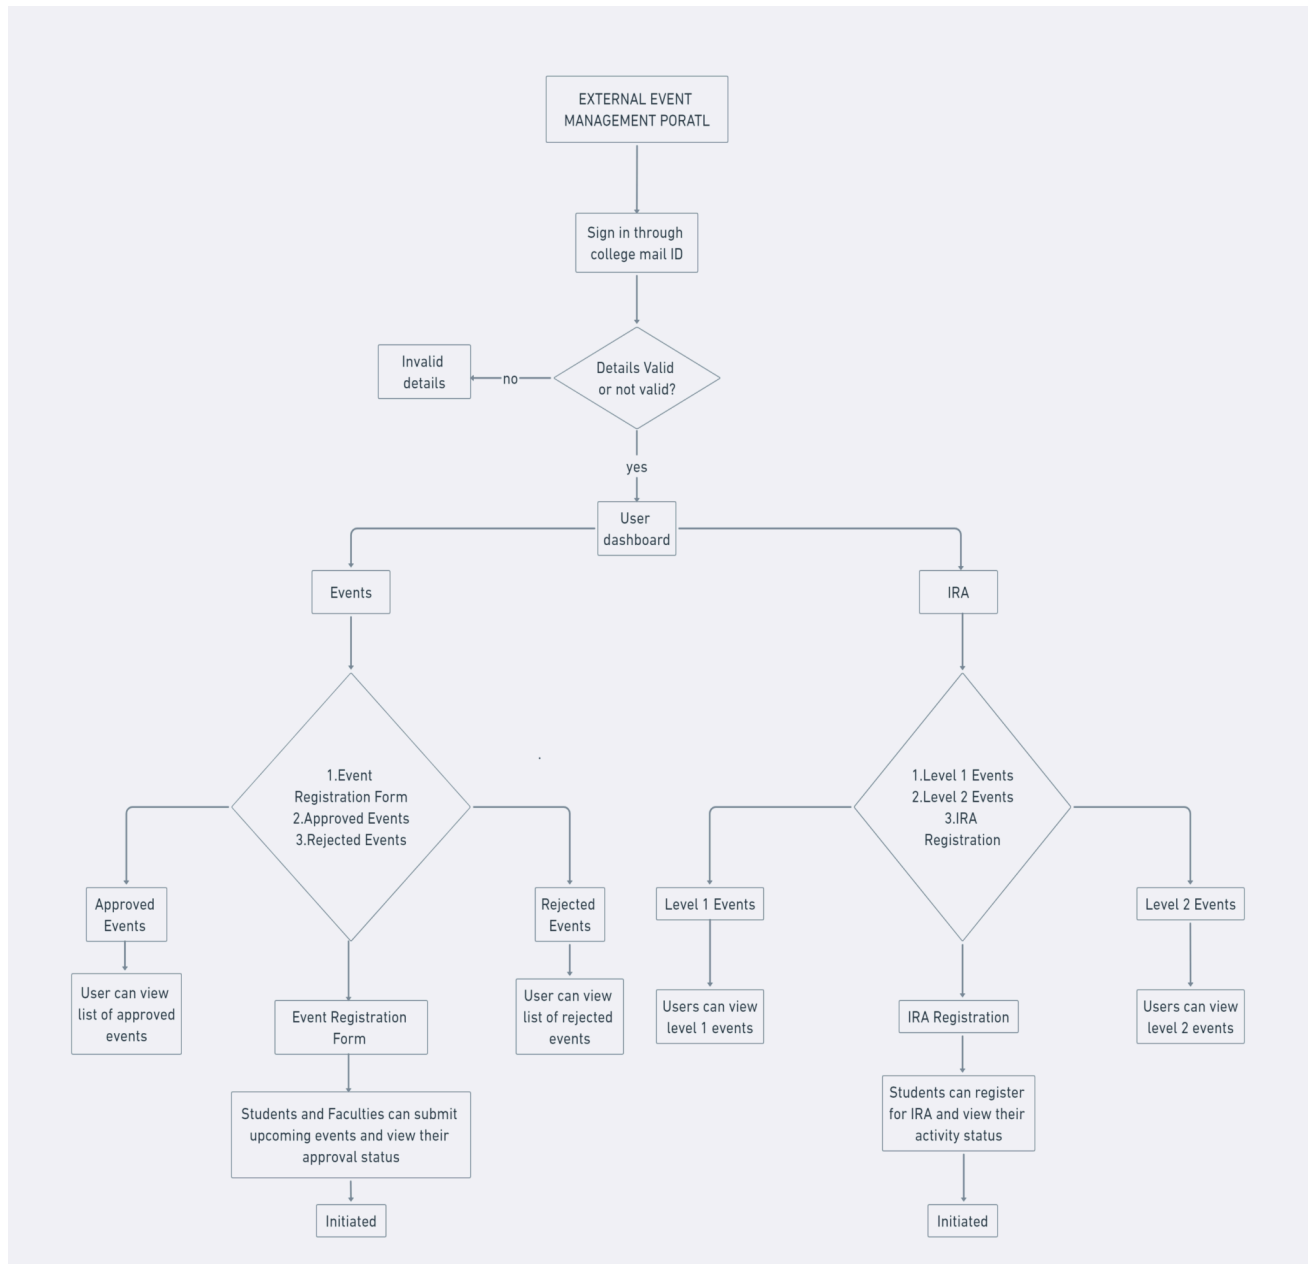 EXTERNAL EVENT
MANAGEMENT PORATL
Sign in through
college mail ID
Details Valid
or not valid?
no
Invalid
details
yes
User
dashboard
Events
IRA
1.Event
Registration Form
2.Approved Events
3.Rejected Events
1.Level 1 Events
2.Level 2 Events
3.IRA
Registration
Approved
Events
Rejected
Events
Level 1 Events
Level 2 Events
User can view
list of approved
events
Event Registration
Form
User can view
list of rejected
events
Users can view
level 1 events
IRA Registration
Users can view
level 2 events
Students and Faculties can submit
upcoming events and view their
approval status
Students can register
for IRA and view their
activity status
Initiated
Initiated